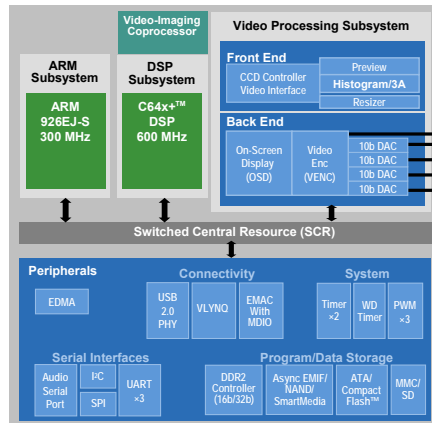 Video-Imaging
Coprocessor
Video Processing Subsystem
ARM
Subsystem
DSP
Subsystem
ARM
926EJ-S
300 MHz
C64x+™
DSP
600 MHz
Front End
CCD Controller
Video Interface
Preview
Histogram/3A
Resizer
Back End
On-Screen
Display
(OSD)
Video
Enc
(VENC)
10b DAC
10b DAC
10b DAC
10b DAC
Switched Central Resource (SCR)
Peripherals
EDMA
Connectivity
USB
2.0
PHY
VLYNQ
EMAC
With
MDIO
System
Timer
×2
WD
Timer
PWM
×3
Serial Interfaces
Audio
Serial
Port
I²C
SPI
UART
×3
Program/Data Storage
DDR2
Controller
(16b/32b)
Async EMIF/
NAND/
SmartMedia
ATA/
Compact
Flash™
MMC/
SD